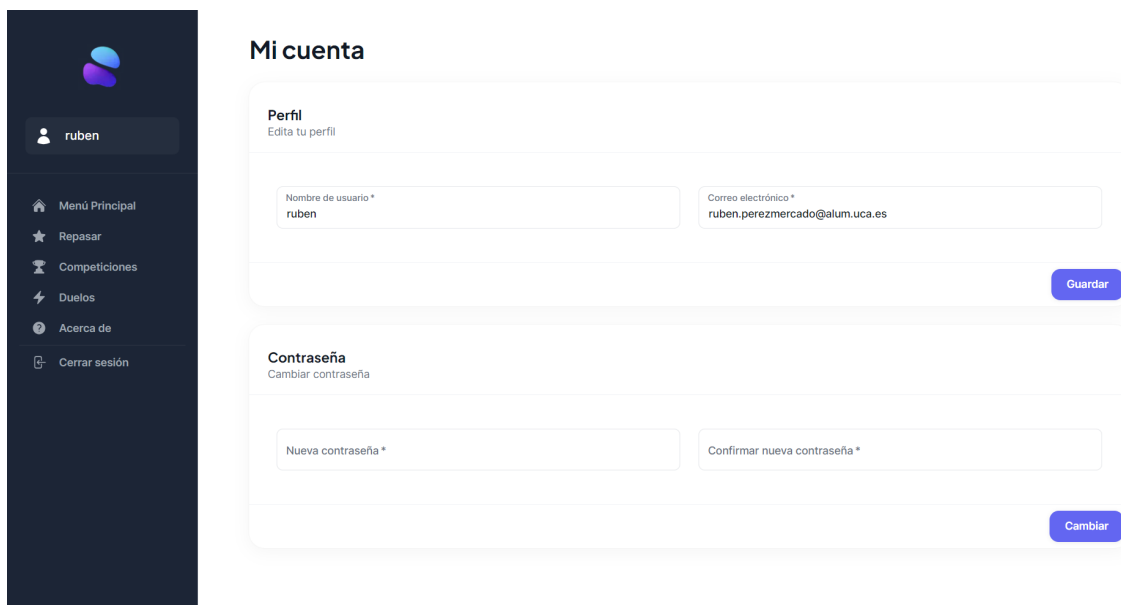 ruben
Menú Principal
Repasar
Competiciones
Duelos
Acerca de
Cerrar sesión
Mi cuenta
Perfil
Edita tu perfil
Nombre de usuario *
ruben
Correo electrónico *
ruben.perezmercado@alum.uca.es
Guardar
Contraseña
Cambiar contraseña
Nueva contraseña *
Confirmar nueva contraseña *
Cambiar